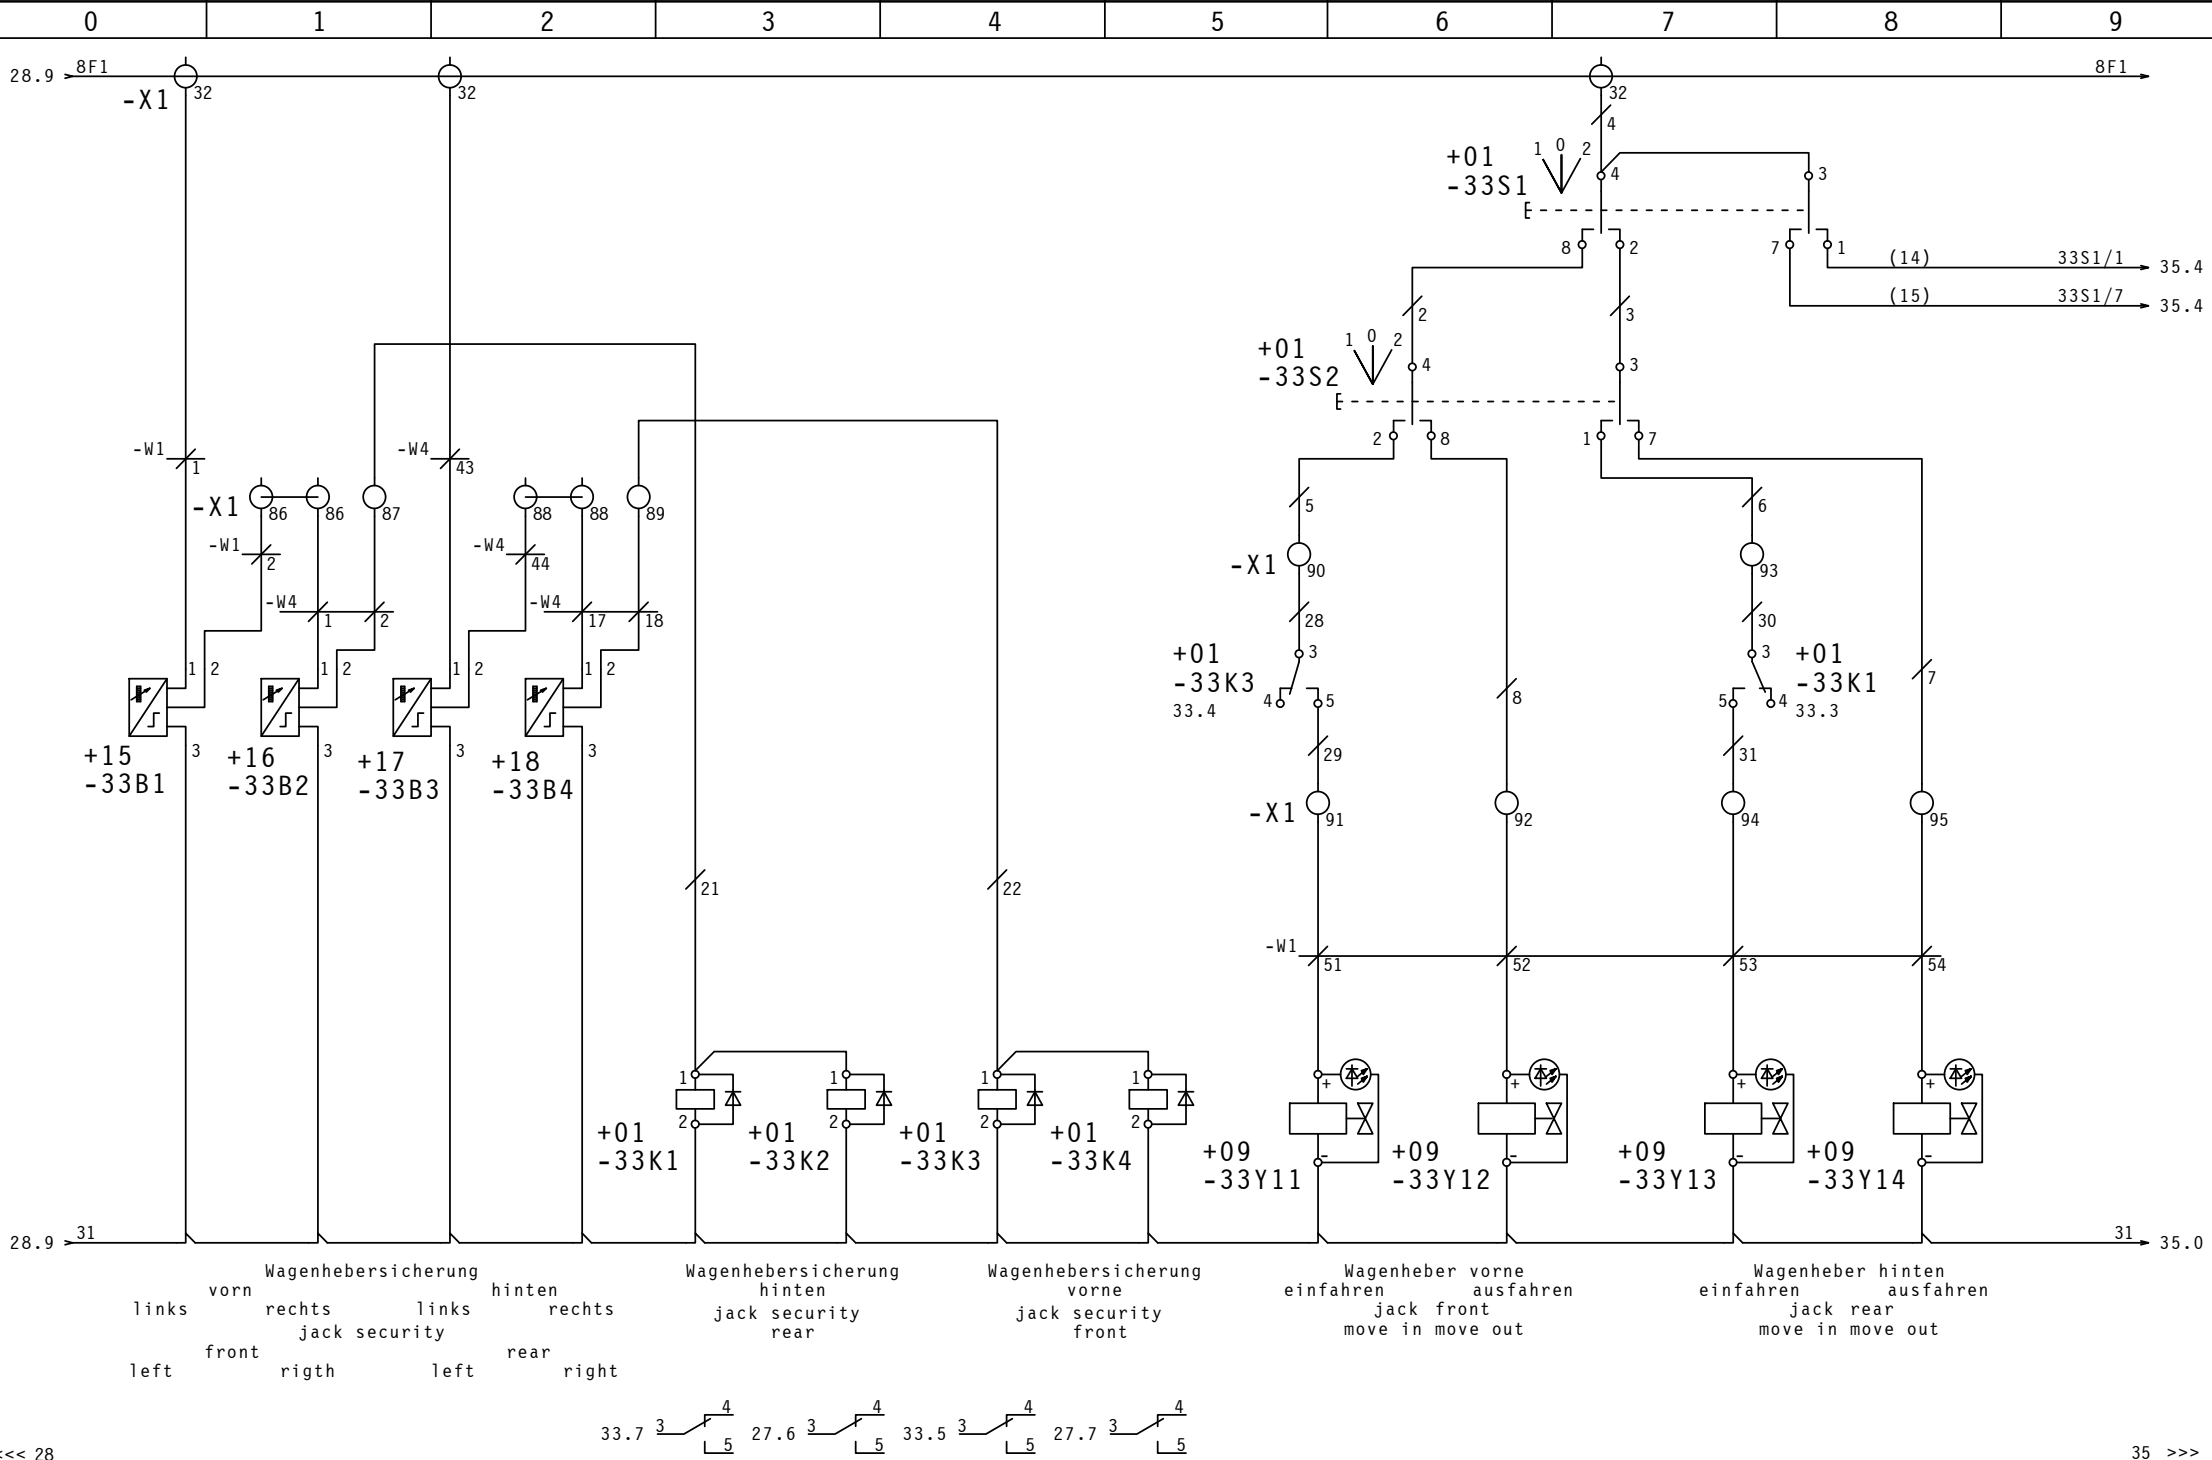 0 1 2 3 4 5 6 7 8 9
28.9 8F1 8F1
-X1 32 32 32
4
+01 1 0 2
-33S1 4 3
8 2 7 1
(14) 33S1/1 35.4
(15) 33S1/7 35.4
2 3
+01 1 0 2
-33S2 4 3
2 8 1 7
-W1 1 -W4 43
-X1 86 86 87 88 88 89
5 6
-W1 2 -W4 44
-X1 90 93
-W4 1 2 -W4 17 18
28 30
1 2 1 2 1 2 1 2
+01 3 3 +01
-33K3 -33K1
33.4 4 5 5 4 33.3
8 7
3 3 3 3
29 31
+15 +16 +17 +18
-33B1 -33B2 -33B3 -33B4
-X1 91 92 94 95
21 22
-W1 51 52 53 54
1 1 1 1
+ + + +
2 2 2 2
+01 +01 +01 +01
-33K1 -33K2 -33K3 -33K4
- - - -
+09 +09 +09 +09
-33Y11 -33Y12 -33Y13 -33Y14
28.9 31 31 35.0
Wagenhebersicherung
vorn hinten
links rechts links rechts
jack security
front rear
left rigth left right
Wagenhebersicherung
hinten
jack security
rear
Wagenhebersicherung
vorne
jack security
front
Wagenheber vorne
einfahren ausfahren
jack front
move in move out
Wagenheber hinten
einfahren ausfahren
jack rear
move in move out
33.7 3 4 5
27.6 3 4 5
33.5 3 4 5
27.7 3 4 5
<< 28
35 >>>